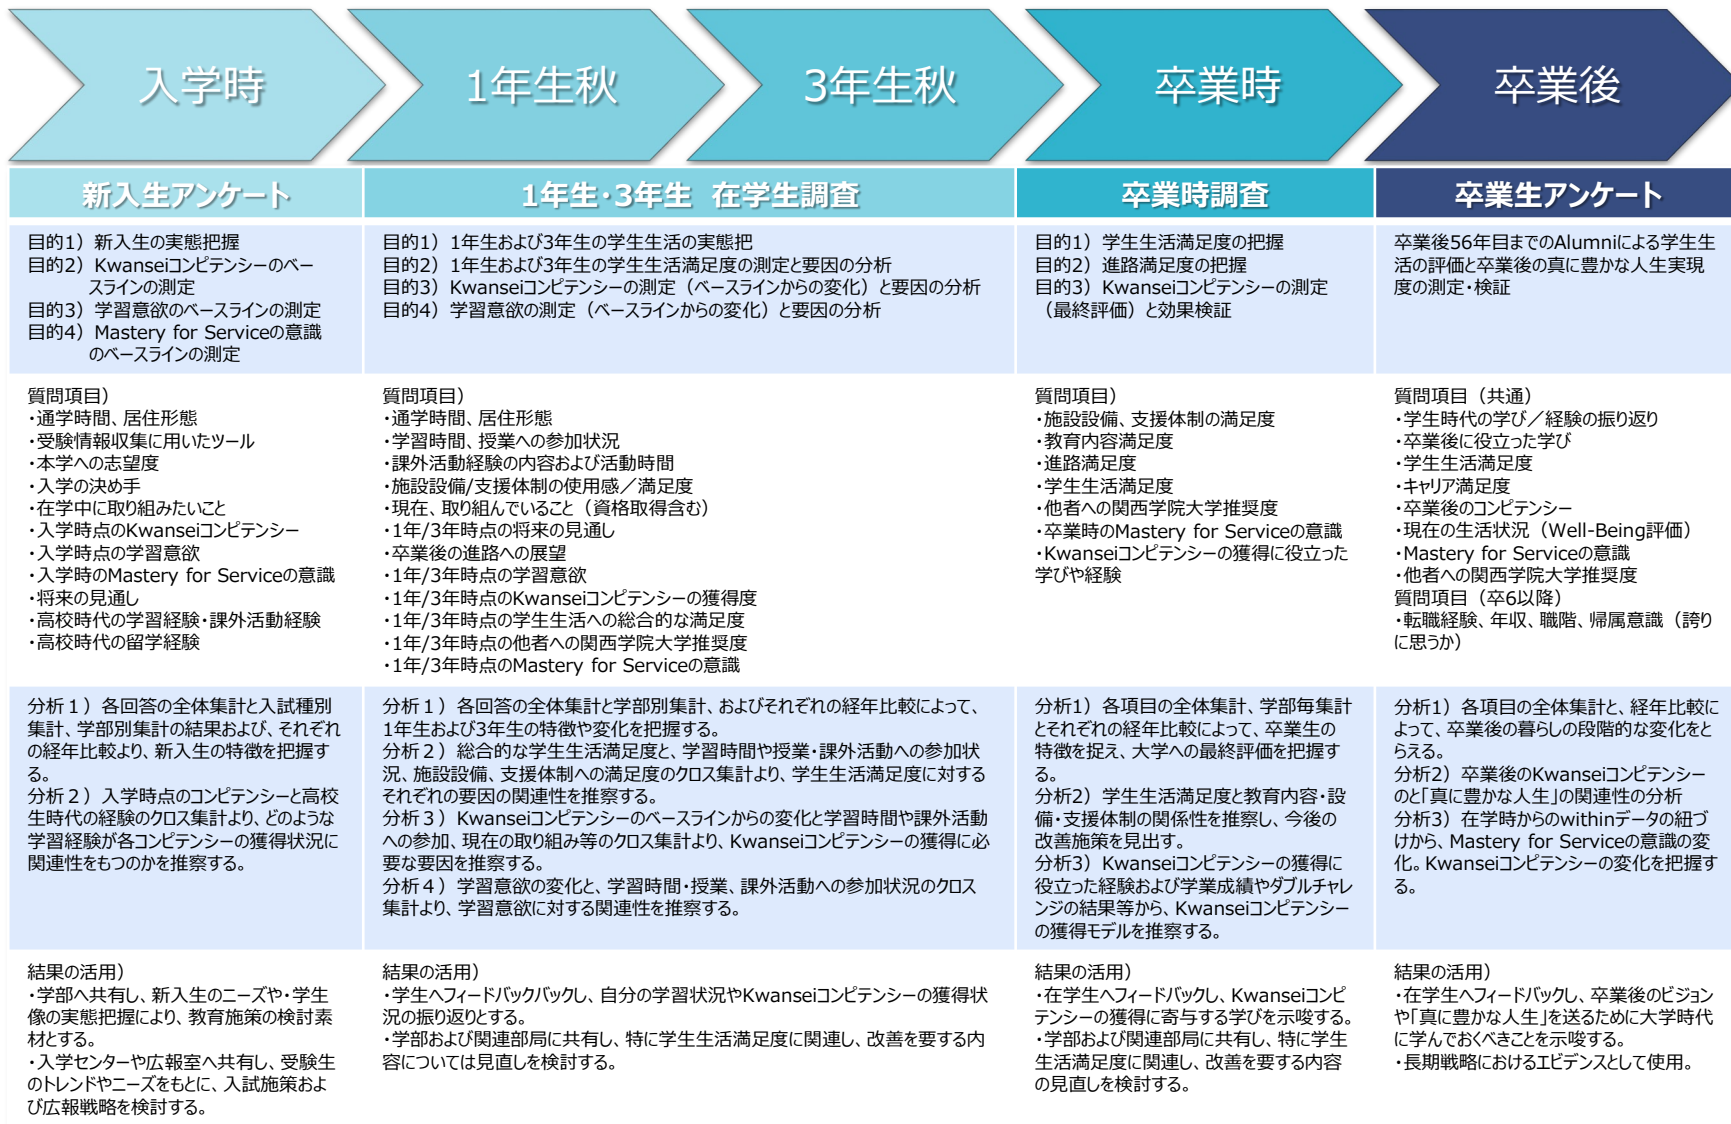 入学時
1年生秋
3年生秋
卒業時
卒業後
新入生アンケート
1年生・3年生 在学生調査
卒業時調査
卒業生アンケート
目的1）新入生の実態把握
目的2）Kwanseiコンピテンシーのベー
スラインの測定
目的3）学習意欲のベースラインの測定
目的4）Mastery for Serviceの意識
のベースラインの測定
目的1）1年生および3年生の学生生活の実態把
目的2）1年生および3年生の学生生活満足度の測定と要因の分析
目的3）Kwanseiコンピテンシーの測定（ベースラインからの変化）と要因の分析
目的4）学習意欲の測定（ベースラインからの変化）と要因の分析
目的1）学生生活満足度の把握
目的2）進路満足度の把握
目的3）Kwanseiコンピテンシーの測定
（最終評価）と効果検証
卒業後56年目までのAlumniによる学生生
活の評価と卒業後の真に豊かな人生実現
度の測定・検証
質問項目）
・通学時間、居住形態
・受験情報収集に用いたツール
・本学への志望度
・入学の決め手
・在学中に取り組みたいこと
・入学時点のKwanseiコンピテンシー
・入学時点の学習意欲
・入学時のMastery for Serviceの意識
・将来の見通し
・高校時代の学習経験・課外活動経験
・高校時代の留学経験
質問項目）
・通学時間、居住形態
・学習時間、授業への参加状況
・課外活動経験の内容および活動時間
・施設設備/支援体制の使用感／満足度
・現在、取り組んでいること（資格取得含む）
・1年/3年時点の将来の見通し
・卒業後の進路への展望
・1年/3年時点の学習意欲
・1年/3年時点のKwanseiコンピテンシーの獲得度
・1年/3年時点の学生生活への総合的な満足度
・1年/3年時点の他者への関西学院大学推奨度
・1年/3年時点のMastery for Serviceの意識
質問項目）
・施設設備、支援体制の満足度
・教育内容満足度
・進路満足度
・学生生活満足度
・他者への関西学院大学推奨度
・卒業時のMastery for Serviceの意識
・Kwanseiコンピテンシーの獲得に役立った
学びや経験
質問項目（共通）
・学生時代の学び／経験の振り返り
・卒業後に役立った学び
・学生生活満足度
・キャリア満足度
・卒業後のコンピテンシー
・現在の生活状況（Well-Being評価）
・Mastery for Serviceの意識
・他者への関西学院大学推奨度
質問項目（卒6以降）
・転職経験、年収、職階、帰属意識（誇り
に思うか）
分析１）各回答の全体集計と入試種別
集計、学部別集計の結果および、それぞれ
の経年比較より、新入生の特徴を把握す
る。
分析２）入学時点のコンピテンシーと高校
生時代の経験のクロス集計より、どのような
学習経験が各コンピテンシーの獲得状況に
関連性をもつのかを推察する。
分析１）各回答の全体集計と学部別集計、およびそれぞれの経年比較によって、
1年生および3年生の特徴や変化を把握する。
分析２）総合的な学生生活満足度と、学習時間や授業・課外活動への参加状
況、施設設備、支援体制への満足度のクロス集計より、学生生活満足度に対する
それぞれの要因の関連性を推察する。
分析３）Kwanseiコンピテンシーのベースラインからの変化と学習時間や課外活動
への参加、現在の取り組み等のクロス集計より、Kwanseiコンピテンシーの獲得に必
要な要因を推察する。
分析４）学習意欲の変化と、学習時間・授業、課外活動への参加状況のクロス
集計より、学習意欲に対する関連性を推察する。
分析1）各項目の全体集計、学部毎集計
とそれぞれの経年比較によって、卒業生の
特徴を捉え、大学への最終評価を把握す
る。
分析2）学生生活満足度と教育内容・設
備・支援体制の関係性を推察し、今後の
改善施策を見出す。
分析3）Kwanseiコンピテンシーの獲得に
役立った経験および学業成績やダブルチャレ
ンジの結果等から、Kwanseiコンピテンシー
の獲得モデルを推察する。
分析1）各項目の全体集計と、経年比較に
よって、卒業後の暮らしの段階的な変化をと
らえる。
分析2）卒業後のKwanseiコンピテンシー
のと「真に豊かな人生」の関連性の分析
分析3）在学時からのwithinデータの紐づ
けから、Mastery for Serviceの意識の変
化。Kwanseiコンピテンシーの変化を把握す
る。
結果の活用）
・学部へ共有し、新入生のニーズや・学生
像の実態把握により、教育施策の検討素
材とする。
・入学センターや広報室へ共有し、受験生
のトレンドやニーズをもとに、入試施策およ
び広報戦略を検討する。
結果の活用）
・学生へフィードバックバックし、自分の学習状況やKwanseiコンピテンシーの獲得状
況の振り返りとする。
・学部および関連部局に共有し、特に学生生活満足度に関連し、改善を要する内
容については見直しを検討する。
結果の活用）
・在学生へフィードバックし、Kwanseiコンピ
テンシーの獲得に寄与する学びを示唆する。
・学部および関連部局に共有し、特に学生
生活満足度に関連し、改善を要する内容
の見直しを検討する。
結果の活用）
・在学生へフィードバックし、卒業後のビジョン
や「真に豊かな人生」を送るために大学時代
に学んでおくべきことを示唆する。
・長期戦略におけるエビデンスとして使用。